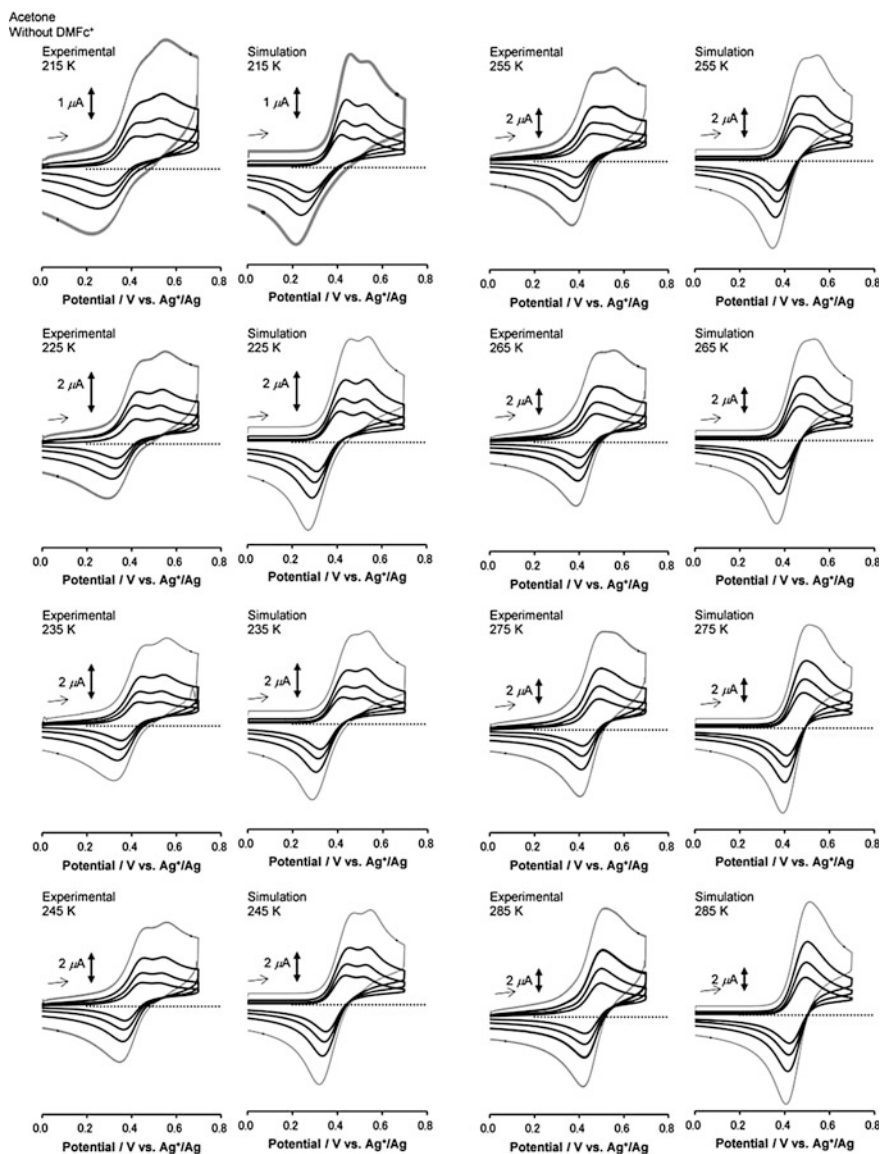 Acetone
Without DMFc⁺
Experimental
215 K
1 μA
Simulation
215 K
1 μA
Experimental
255 K
2 μA
Simulation
255 K
2 μA
0.0 0.2 0.4 0.6 0.8
Potential / V vs. Ag⁺/Ag
0.0 0.2 0.4 0.6 0.8
Potential / V vs. Ag⁺/Ag
0.0 0.2 0.4 0.6 0.8
Potential / V vs. Ag⁺/Ag
0.0 0.2 0.4 0.6 0.8
Potential / V vs. Ag⁺/Ag
Experimental
225 K
2 μA
Simulation
225 K
2 μA
Experimental
265 K
2 μA
Simulation
265 K
2 μA
0.0 0.2 0.4 0.6 0.8
Potential / V vs. Ag⁺/Ag
0.0 0.2 0.4 0.6 0.8
Potential / V vs. Ag⁺/Ag
0.0 0.2 0.4 0.6 0.8
Potential / V vs. Ag⁺/Ag
0.0 0.2 0.4 0.6 0.8
Potential / V vs. Ag⁺/Ag
Experimental
235 K
2 μA
Simulation
235 K
2 μA
Experimental
275 K
2 μA
Simulation
275 K
2 μA
0.0 0.2 0.4 0.6 0.8
Potential / V vs. Ag⁺/Ag
0.0 0.2 0.4 0.6 0.8
Potential / V vs. Ag⁺/Ag
0.0 0.2 0.4 0.6 0.8
Potential / V vs. Ag⁺/Ag
0.0 0.2 0.4 0.6 0.8
Potential / V vs. Ag⁺/Ag
Experimental
245 K
2 μA
Simulation
245 K
2 μA
Experimental
285 K
2 μA
Simulation
285 K
2 μA
0.0 0.2 0.4 0.6 0.8
Potential / V vs. Ag⁺/Ag
0.0 0.2 0.4 0.6 0.8
Potential / V vs. Ag⁺/Ag
0.0 0.2 0.4 0.6 0.8
Potential / V vs. Ag⁺/Ag
0.0 0.2 0.4 0.6 0.8
Potential / V vs. Ag⁺/Ag